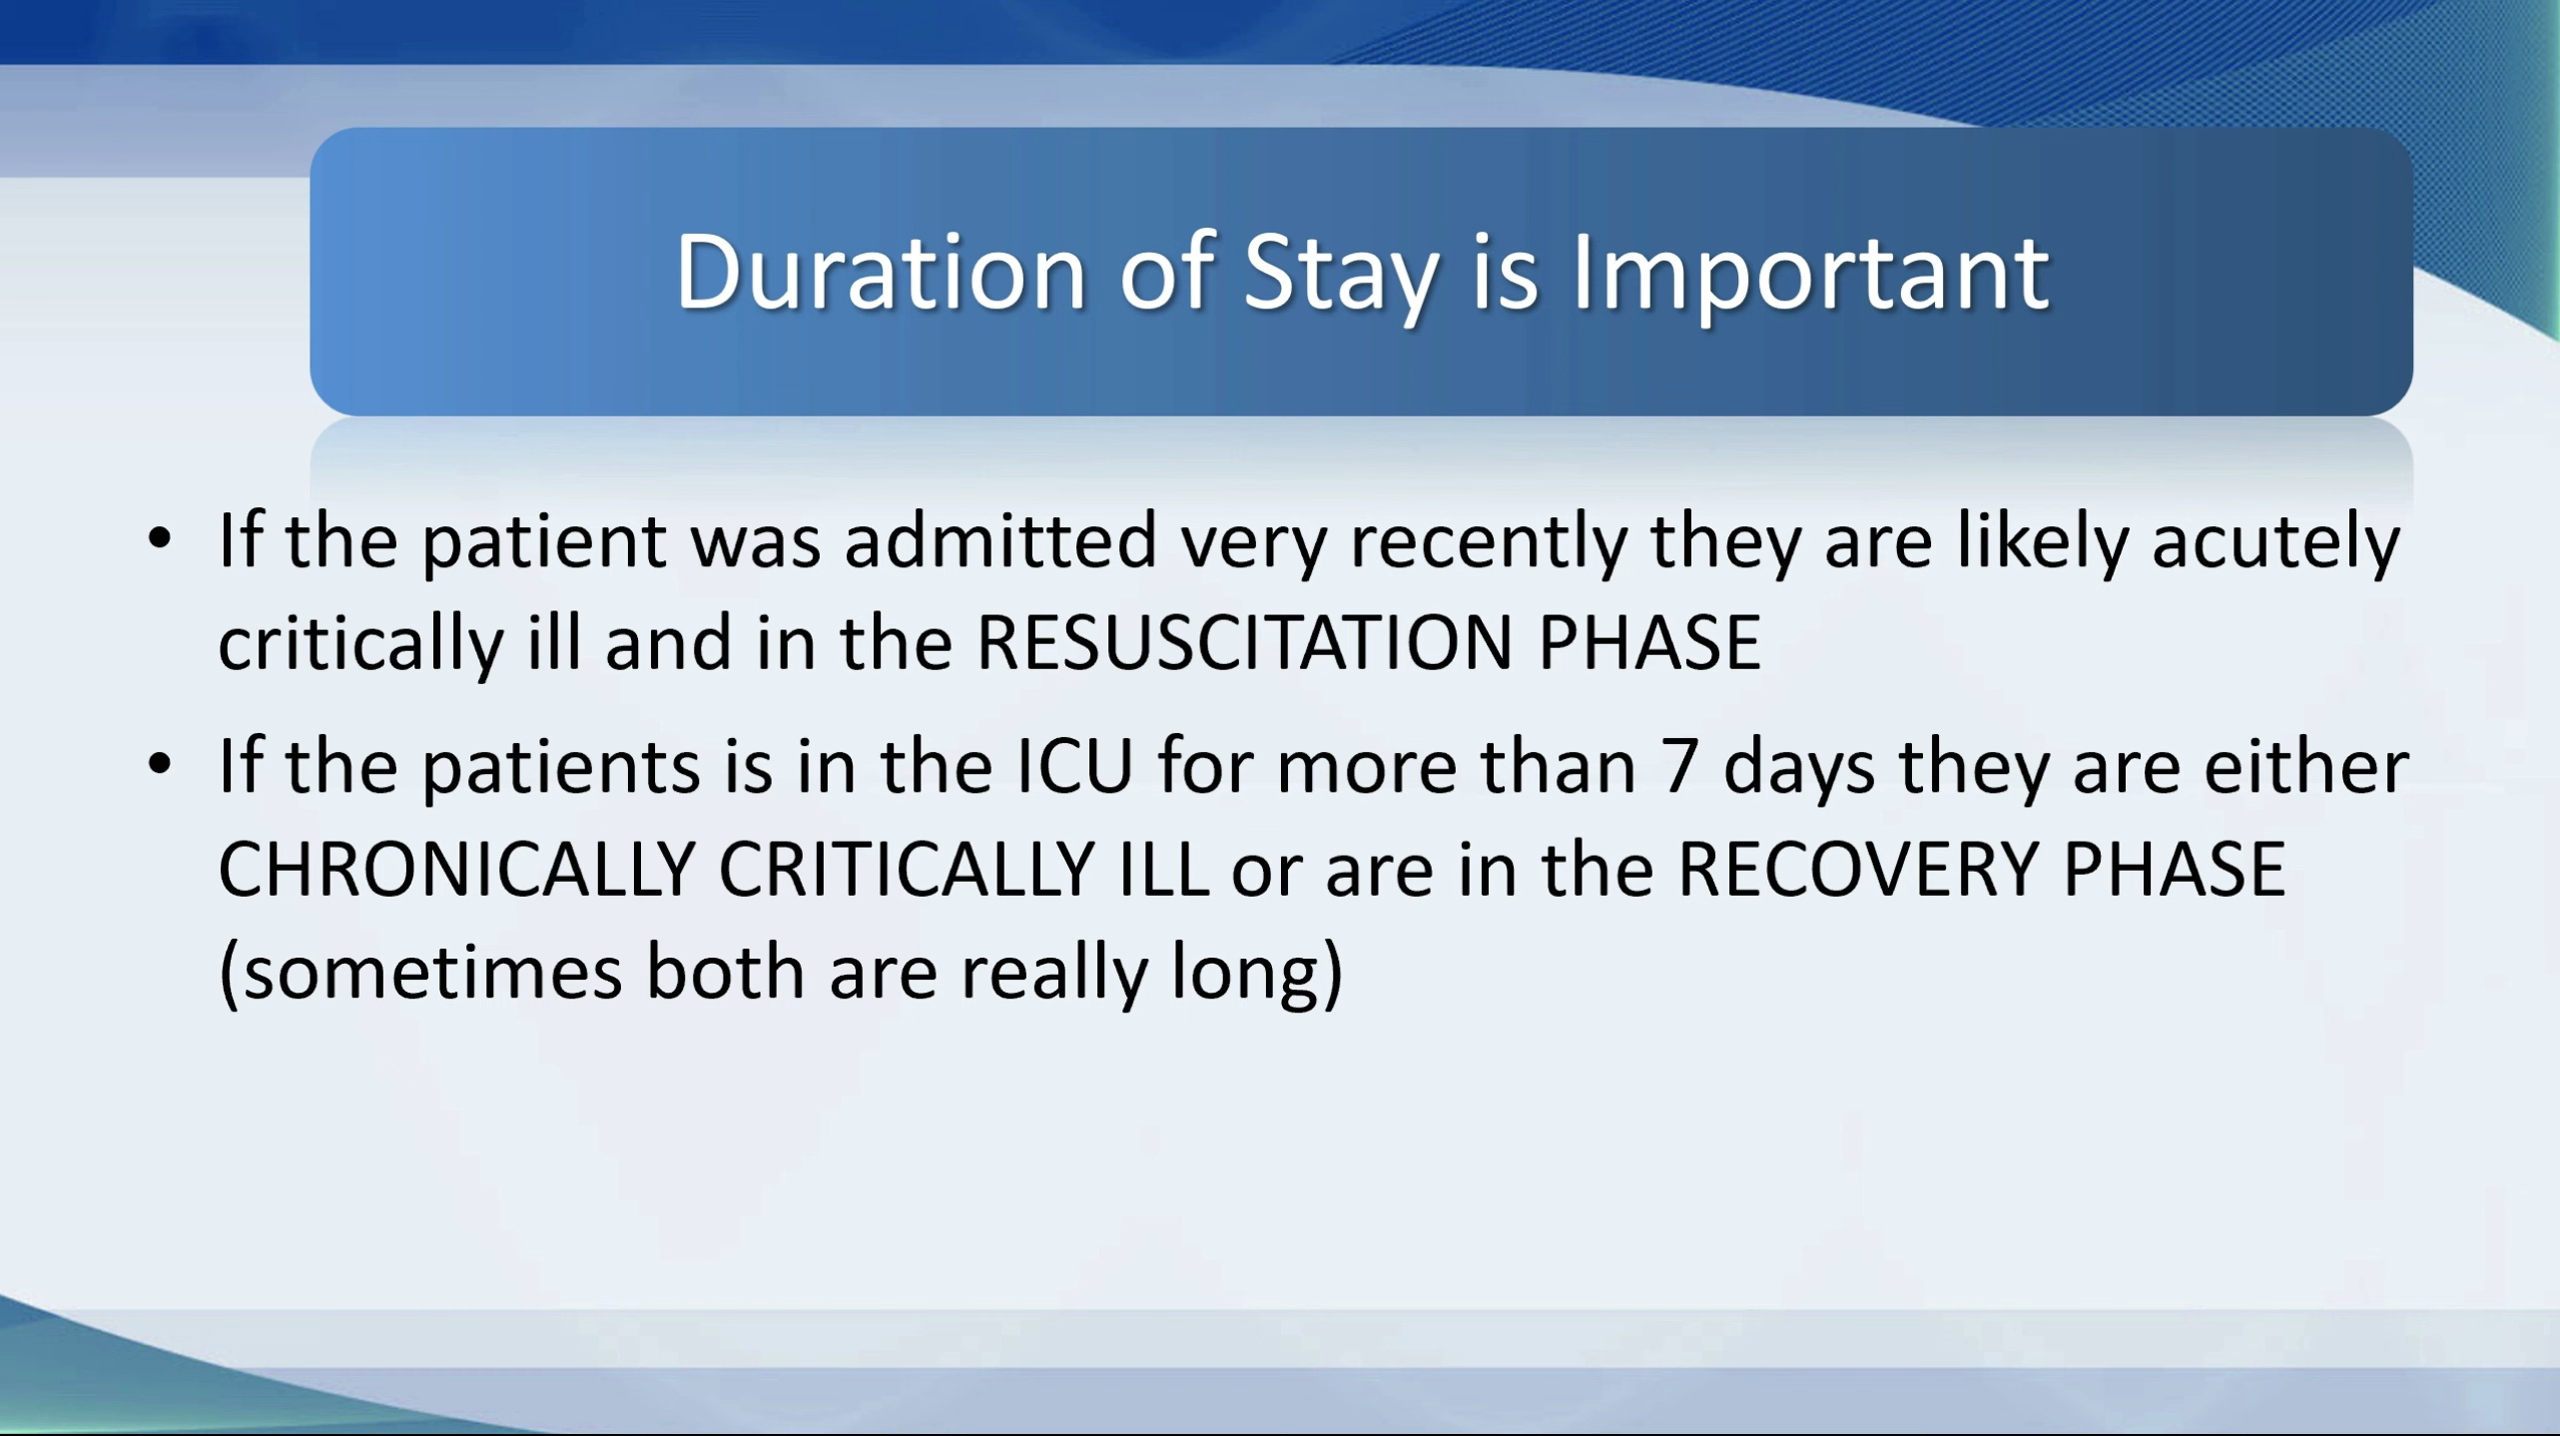 Duration of Stay is Important
• If the patient was admitted very recently they are likely acutely
critically ill and in the RESUSCITATION PHASE
• If the patients is in the ICU for more than 7 days they are either
CHRONICALLY CRITICALLY ILL or are in the RECOVERY PHASE
(sometimes both are really long)